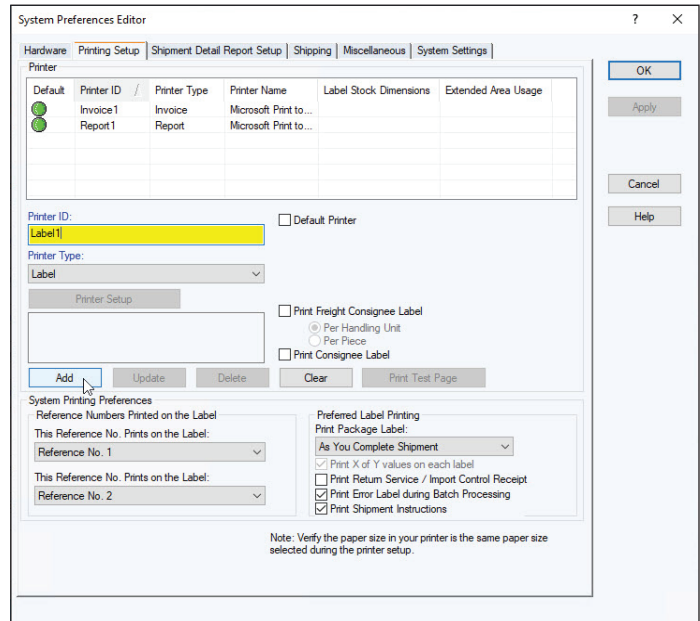 System Preferences Editor ? ×
Hardware Printing Setup Shipment Detail Report Setup Shipping Miscellaneous System Settings
Printer
Default Printer ID / Printer Type Printer Name Label Stock Dimensions Extended Area Usage
Invoice1 Invoice Microsoft Print to...
Report1 Report Microsoft Print to...
OK
Apply
Cancel
Help
Printer ID:
Label1
Default Printer
Printer Type:
Label
Printer Setup
Print Freight Consignee Label
Per Handling Unit
Per Piece
Print Consignee Label
Add Update Delete Clear Print Test Page
System Printing Preferences
Reference Numbers Printed on the Label
This Reference No. Prints on the Label:
Reference No. 1
This Reference No. Prints on the Label:
Reference No. 2
Preferred Label Printing
Print Package Label:
As You Complete Shipment
Print X of Y values on each label
Print Return Service / Import Control Receipt
Print Error Label during Batch Processing
Print Shipment Instructions
Note: Verify the paper size in your printer is the same paper size
selected during the printer setup.